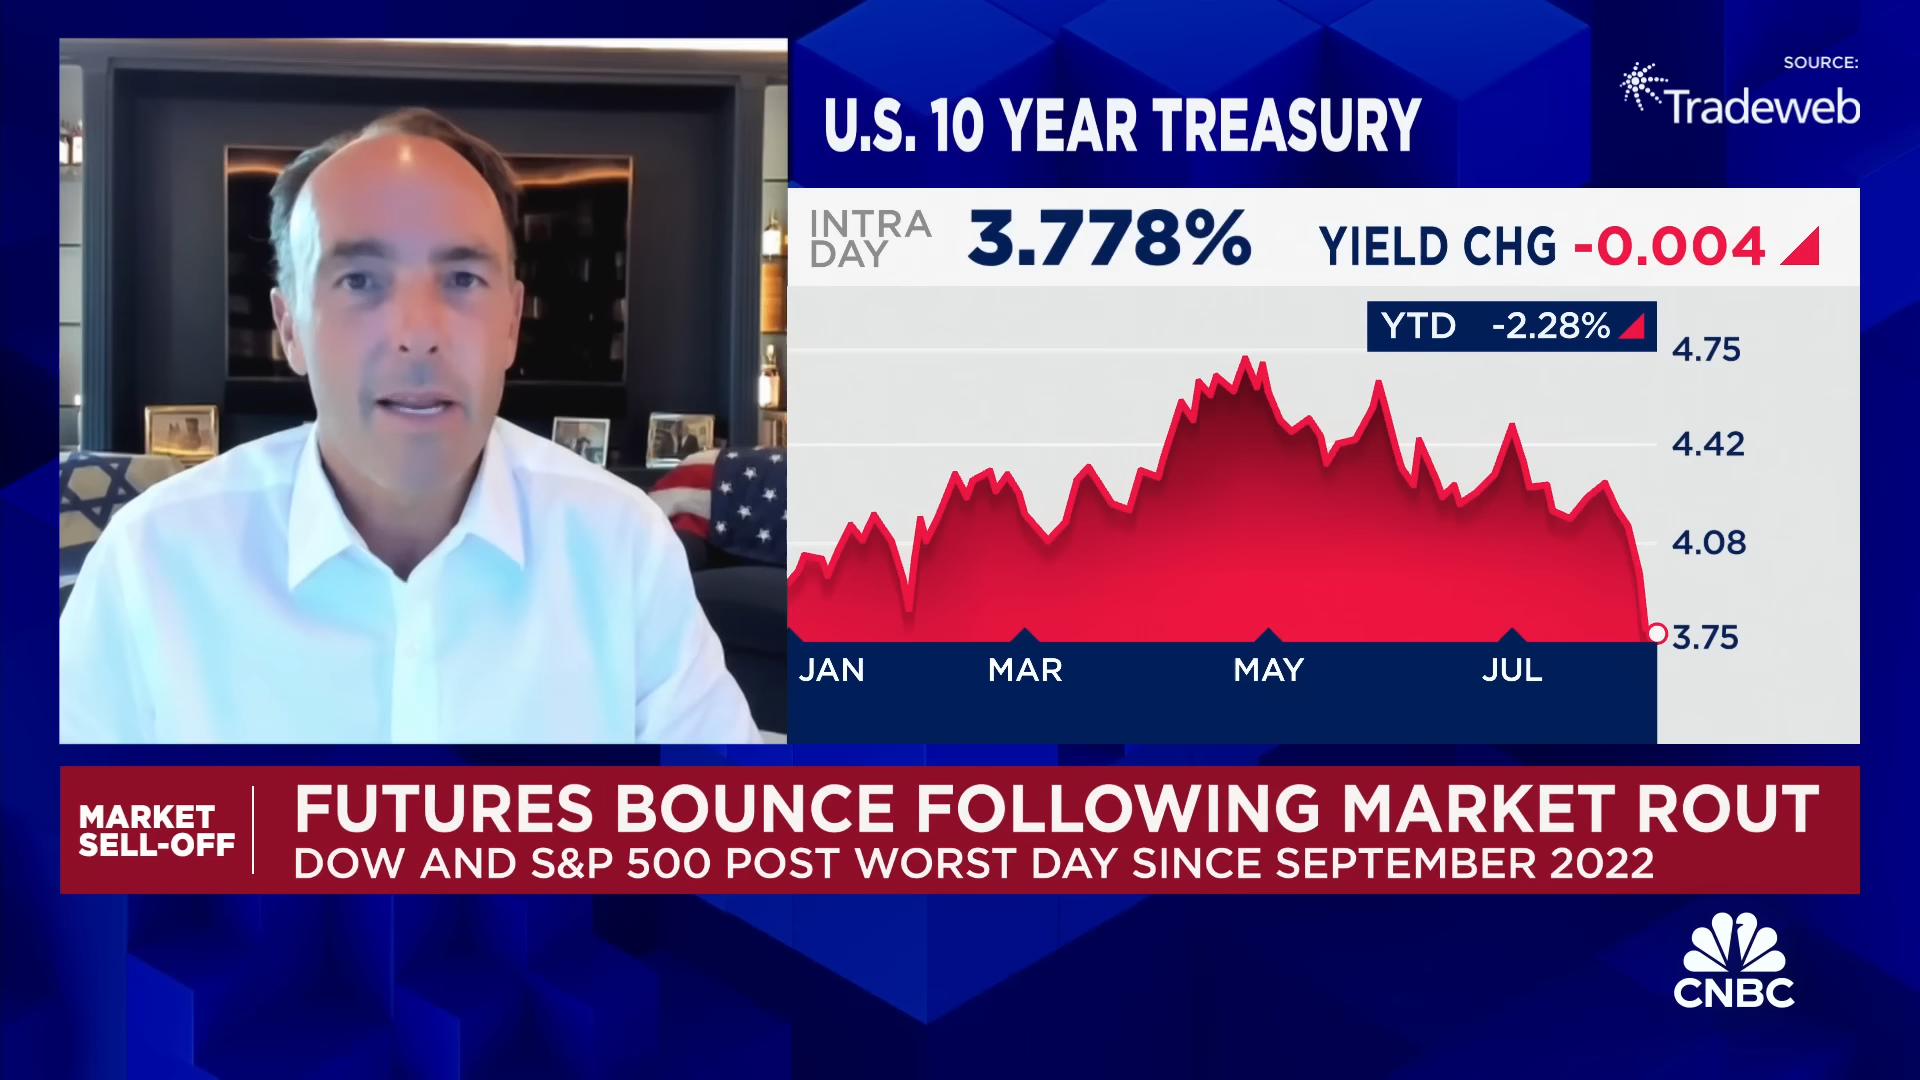 SOURCE:
Tradeweb
U.S. 10 YEAR TREASURY
INTRA
DAY
3.778%
YIELD CHG -0.004
YTD -2.28%
4.75
4.42
4.08
3.75
JAN MAR MAY JUL
MARKET
SELL-OFF
FUTURES BOUNCE FOLLOWING MARKET ROUT
DOW AND S&P 500 POST WORST DAY SINCE SEPTEMBER 2022
CNBC